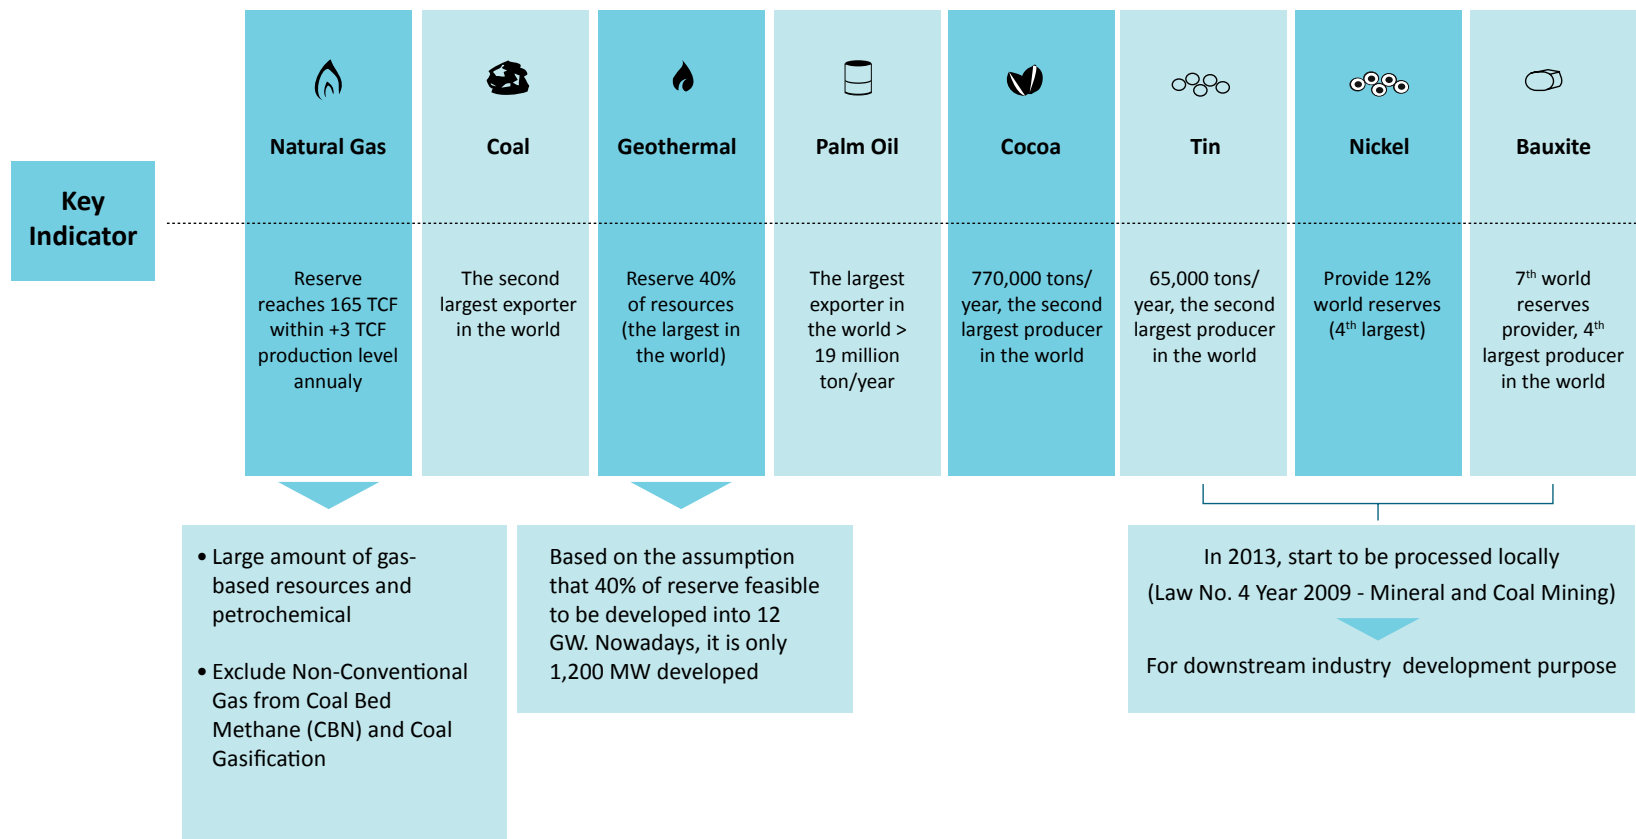 Key
Indicator
Natural Gas
Reserve
reaches 165 TCF
within +3 TCF
production level
annualy
Coal
The second
largest exporter
in the world
Geothermal
Reserve 40%
of resources
(the largest in
the world)
Palm Oil
The largest
exporter in
the world >
19 million
ton/year
Cocoa
770,000 tons/
year, the second
largest producer
in the world
Tin
65,000 tons/
year, the second
largest producer
in the world
Nickel
Provide 12%
world reserves
(4th largest)
Bauxite
7th world
reserves
provider, 4th
largest producer
in the world
• Large amount of gas-
based resources and
petrochemical
• Exclude Non-Conventional
Gas from Coal Bed
Methane (CBN) and Coal
Gasification
Based on the assumption
that 40% of reserve feasible
to be developed into 12
GW. Nowadays, it is only
1,200 MW developed
In 2013, start to be processed locally
(Law No. 4 Year 2009 - Mineral and Coal Mining)
For downstream industry development purpose